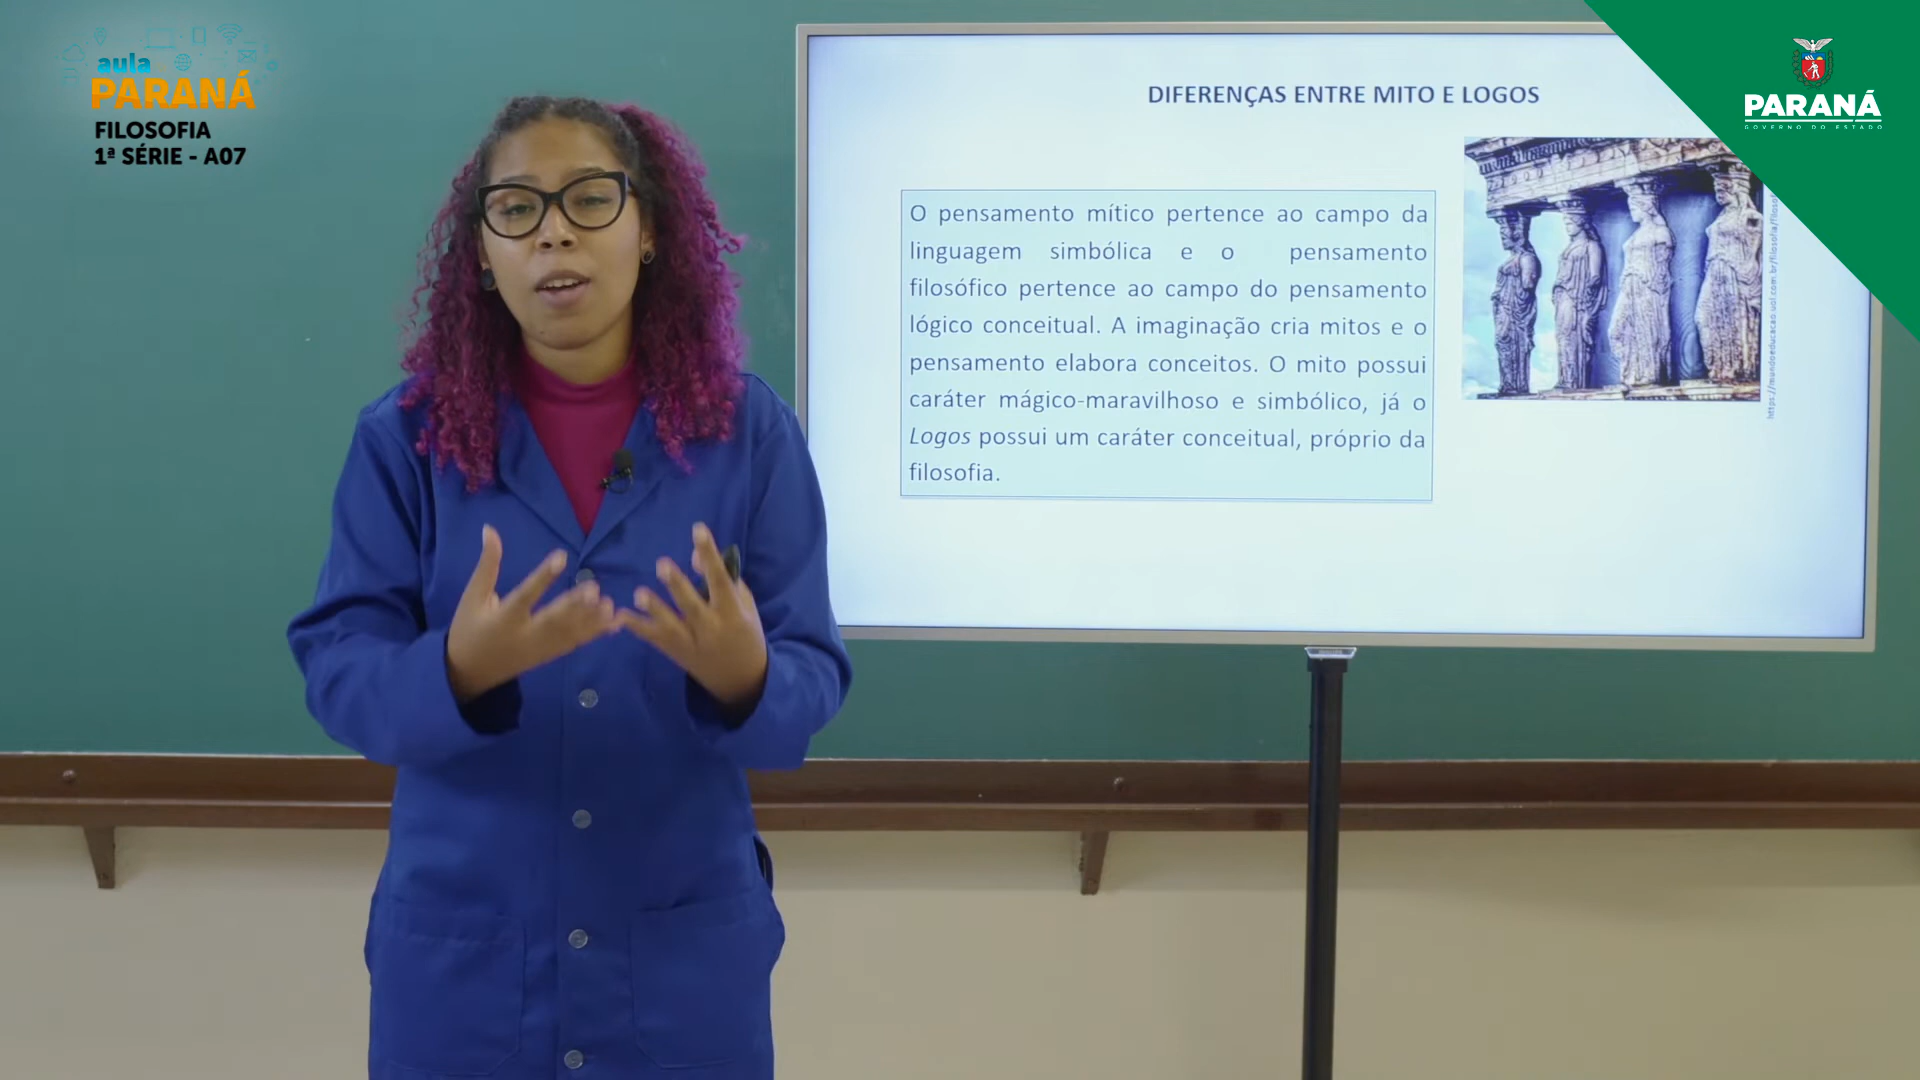 aula
PARANÁ
FILOSOFIA
1ª SÉRIE - A07
DIFERENÇAS ENTRE MITO E LOGOS
O pensamento mítico pertence ao campo da
linguagem simbólica e o pensamento
filosófico pertence ao campo do pensamento
lógico conceitual. A imaginação cria mitos e o
pensamento elabora conceitos. O mito possui
caráter mágico-maravilhoso e simbólico, já o
Logos possui um caráter conceitual, próprio da
filosofia.
PARANÁ
GOVERNO DO ESTADO